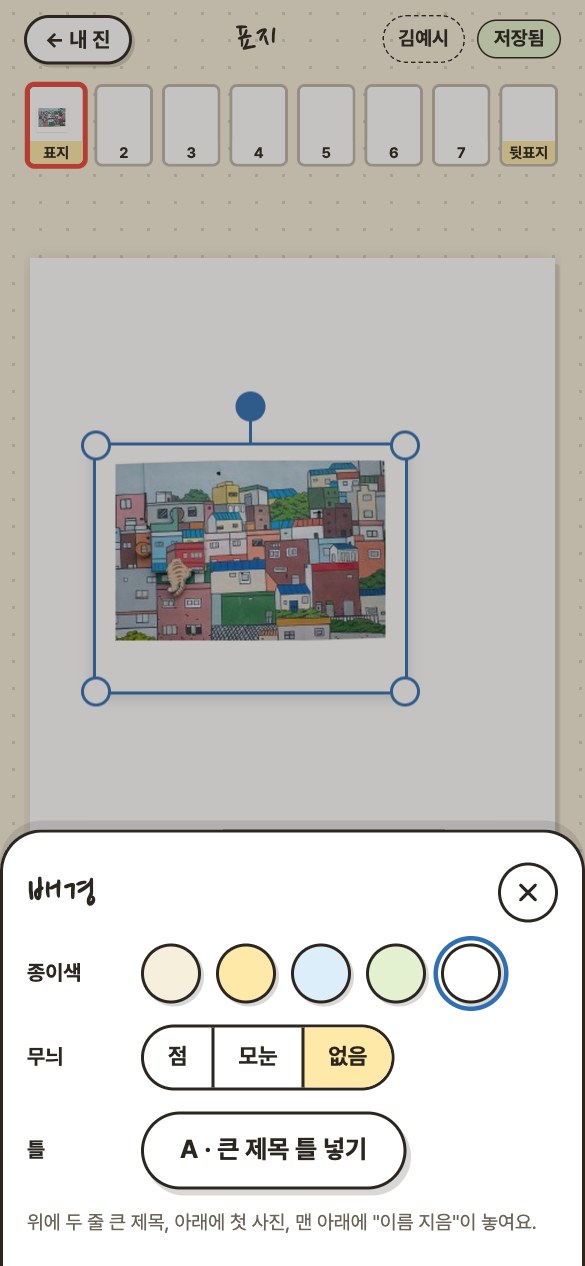 ← 내 진
표지
김예시
저장됨
표지
2
3
4
5
6
7
뒷표지
배경
종이색
무늬
점
모눈
없음
틀
A · 큰 제목 틀 넣기
위에 두 줄 큰 제목, 아래에 첫 사진, 맨 아래에 "이름 지음"이 놓여요.